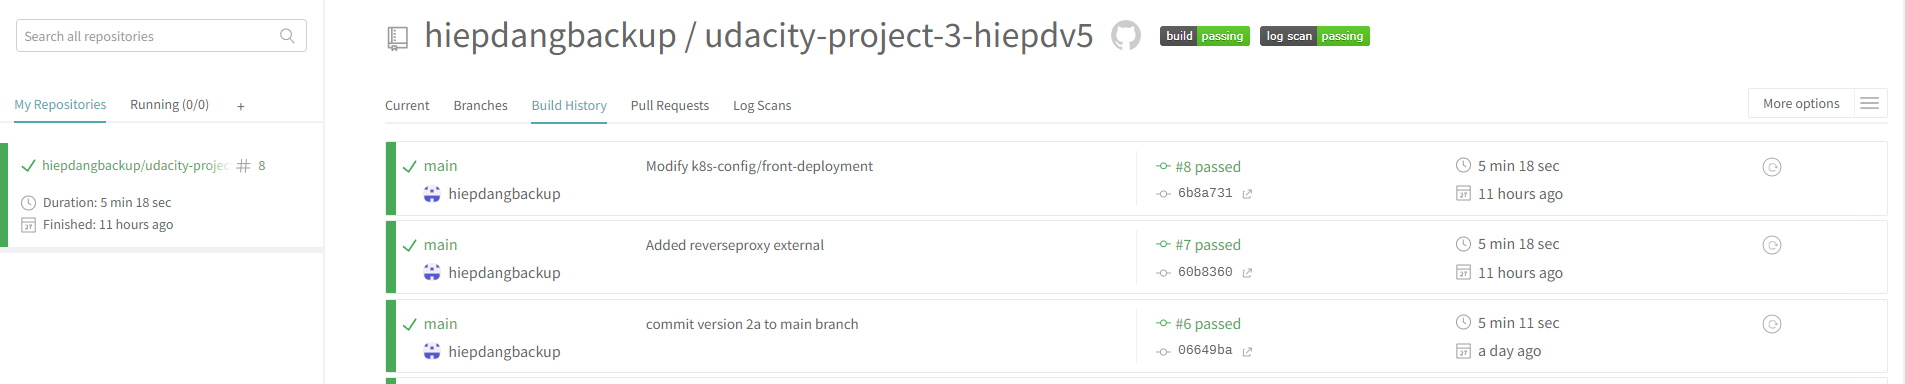 Search all repositories
My Repositories Running (0/0) +
hiepdangbackup/udacity-projec # 8
Duration: 5 min 18 sec
Finished: 11 hours ago
hiepdangbackup / udacity-project-3-hiepdv5 build passing log scan passing
Current Branches Build History Pull Requests Log Scans More options
main Modify k8s-config/front-deployment #8 passed 5 min 18 sec
hiepdangbackup 6b8a731 11 hours ago
main Added reverseproxy external #7 passed 5 min 18 sec
hiepdangbackup 60b8360 11 hours ago
main commit version 2a to main branch #6 passed 5 min 11 sec
hiepdangbackup 06649ba a day ago